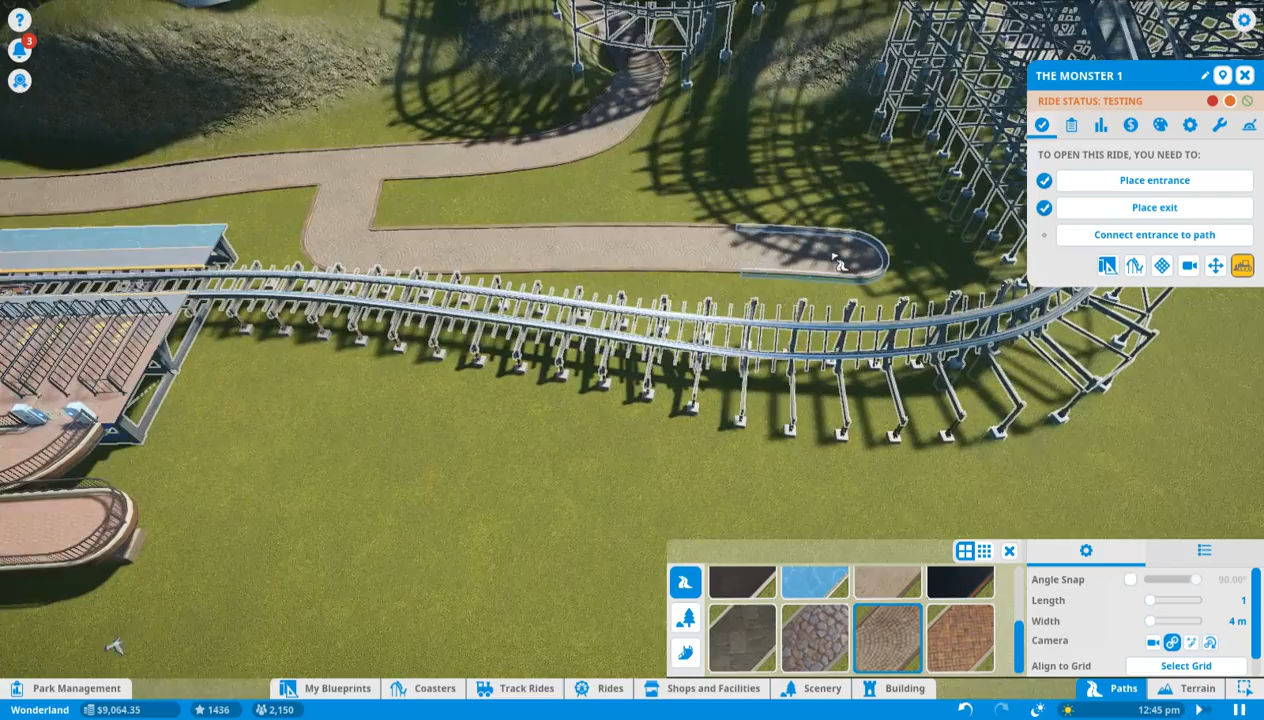 ?
3
THE MONSTER 1
RIDE STATUS: TESTING
$
TO OPEN THIS RIDE, YOU NEED TO:
Place entrance
Place exit
Connect entrance to path
Angle Snap 90.00°
Length 1
Width 4 m
Camera
Align to Grid Select Grid
Park Management My Blueprints Coasters Track Rides Rides Shops and Facilities Scenery Building Paths Terrain
Wonderland $9,064.35 1436 2,150 12:45 pm